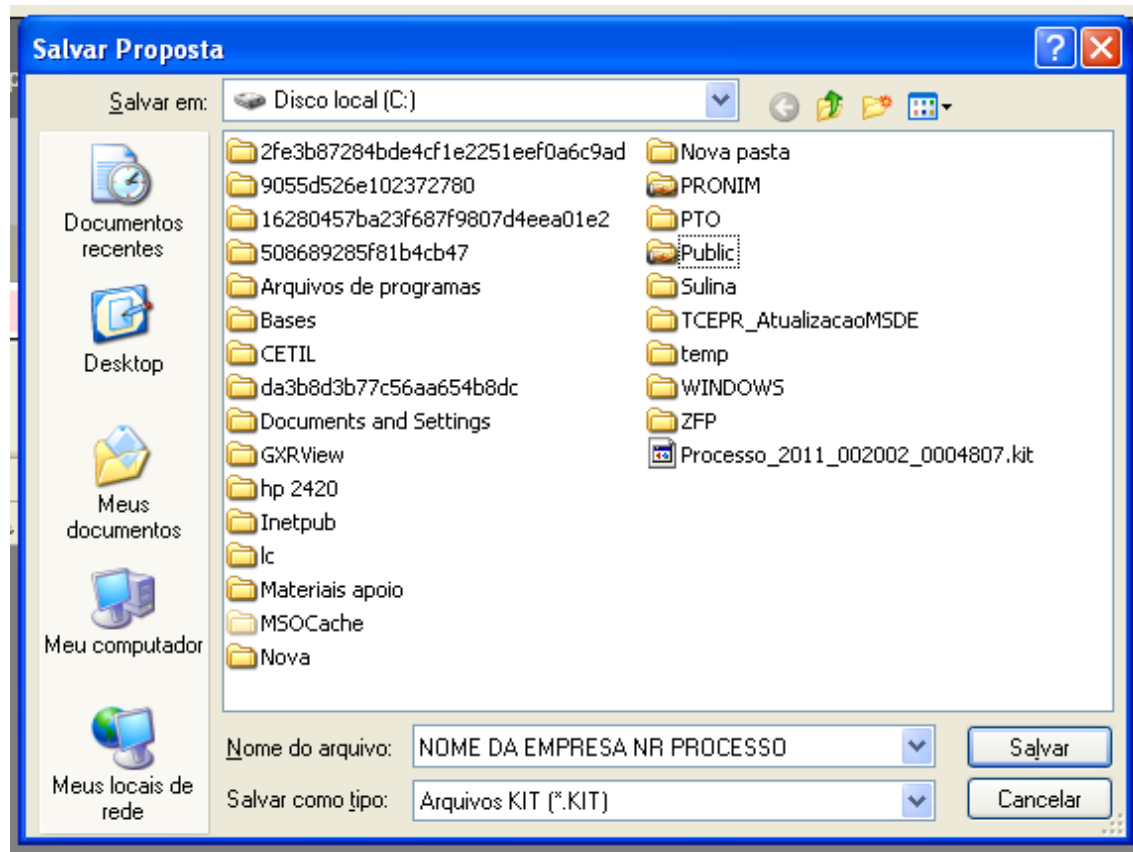 Salvar Proposta
Salvar em:
Disco local (C:)
Documentos
recentes
Desktop
Meus
documentos
Meu computador
Meus locais de
rede
2fe3b87284bde4cf1e2251eef0a6c9ad
9055d526e102372780
16280457ba23f687f9807d4eea01e2
508689285f81b4cb47
Arquivos de programas
Bases
CETIL
da3b8d3b77c56aa654b8dc
Documents and Settings
GXRView
hp 2420
Inetpub
lc
Materiais apoio
MSOCache
Nova
Nova pasta
PRONIM
PTO
Public
Sulina
TCEPR_AtualizacaoMSDE
temp
WINDOWS
ZFP
Processo_2011_002002_0004807.kit
Nome do arquivo:
NOME DA EMPRESA NR PROCESSO
Salvar
Salvar como tipo:
Arquivos KIT (*.KIT)
Cancelar